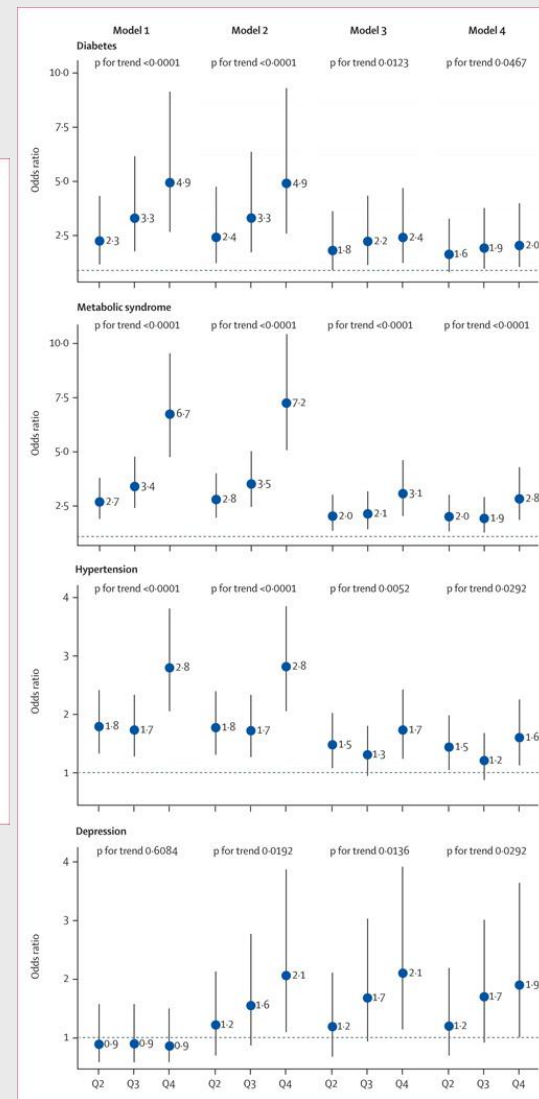 Model 1 Model 2 Model 3 Model 4
Diabetes
p for trend <0·0001 p for trend <0·0001 p for trend 0·0123 p for trend 0·0467
10·0
7·5
5·0
2·5
Odds ratio
2·3 3·3 4·9 2·4 3·3 4·9 1·8 2·2 2·4 1·6 1·9 2·0
Metabolic syndrome
p for trend <0·0001 p for trend <0·0001 p for trend <0·0001 p for trend <0·0001
10·0
7·5
5·0
2·5
Odds ratio
2·7 3·4 6·7 2·8 3·5 7·2 2·0 2·1 3·1 2·0 1·9 2·8
Hypertension
p for trend <0·0001 p for trend <0·0001 p for trend 0·0052 p for trend 0·0292
4
3
2
1
Odds ratio
1·8 1·7 2·8 1·8 1·7 2·8 1·5 1·3 1·7 1·5 1·2 1·6
Depression
p for trend 0·6084 p for trend 0·0192 p for trend 0·0136 p for trend 0·0292
4
3
2
1
Odds ratio
0·9 0·9 0·9 1·2 1·6 2·1 1·2 1·7 2·1 1·2 1·7 1·9
Q2 Q3 Q4 Q2 Q3 Q4 Q2 Q3 Q4 Q2 Q3 Q4